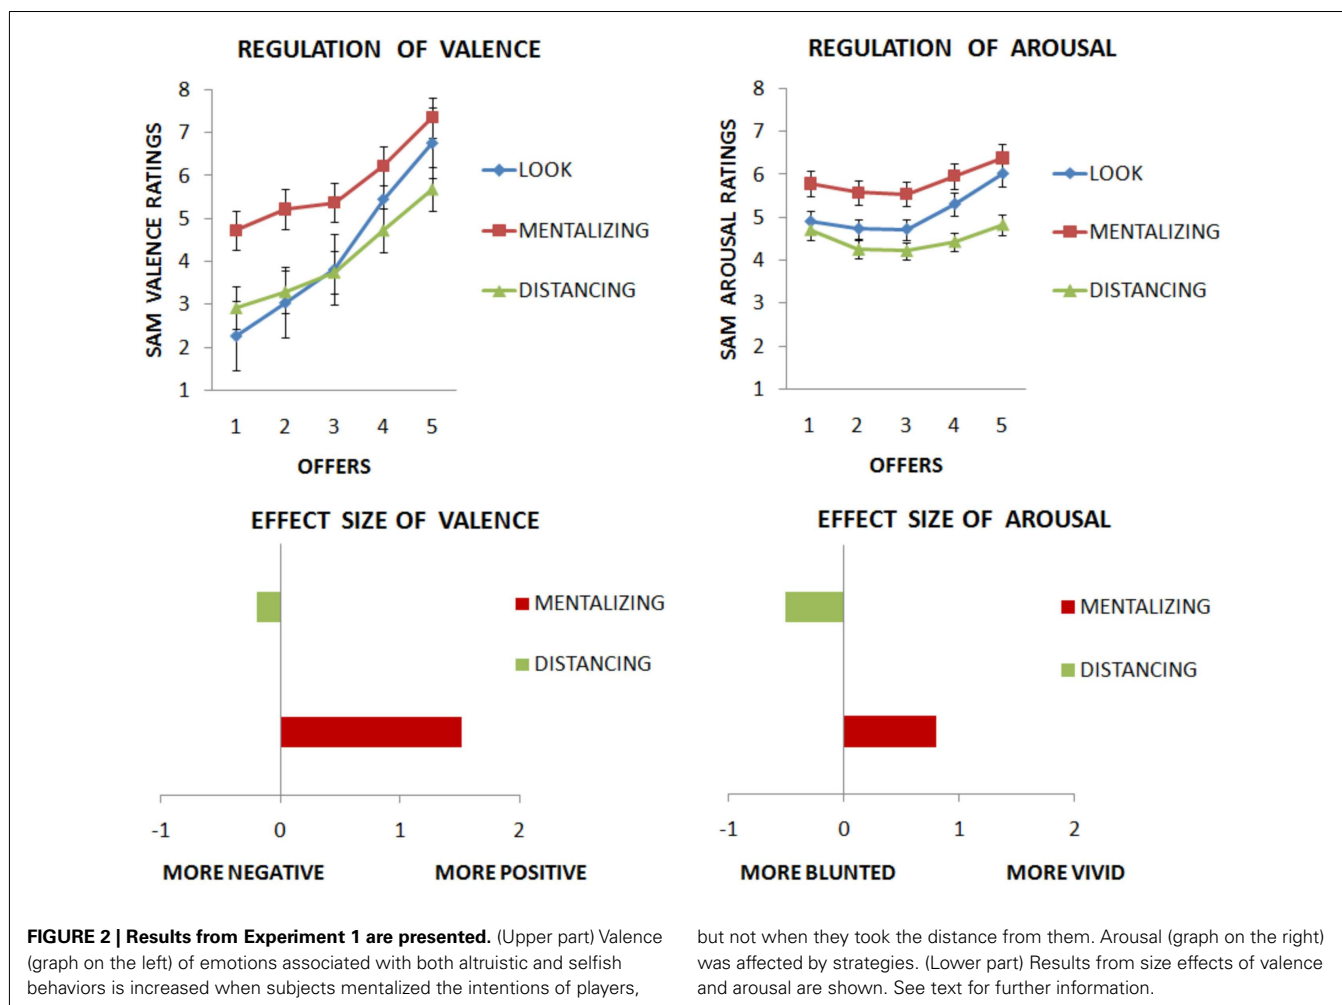 REGULATION OF VALENCE
8
7
6
5
4
3
2
1
SAM VALENCE RATINGS
1 2 3 4 5
OFFERS
LOOK
MENTALIZING
DISTANCING
REGULATION OF AROUSAL
8
7
6
5
4
3
2
1
SAM AROUSAL RATINGS
1 2 3 4 5
OFFERS
LOOK
MENTALIZING
DISTANCING
EFFECT SIZE OF VALENCE
MENTALIZING
DISTANCING
-1 0 1 2
MORE NEGATIVE MORE POSITIVE
EFFECT SIZE OF AROUSAL
MENTALIZING
DISTANCING
-1 0 1 2
MORE BLUNTED MORE VIVID
FIGURE 2 | Results from Experiment 1 are presented. (Upper part) Valence
(graph on the left) of emotions associated with both altruistic and selfish
behaviors is increased when subjects mentalized the intentions of players,
but not when they took the distance from them. Arousal (graph on the right)
was affected by strategies. (Lower part) Results from size effects of valence
and arousal are shown. See text for further information.